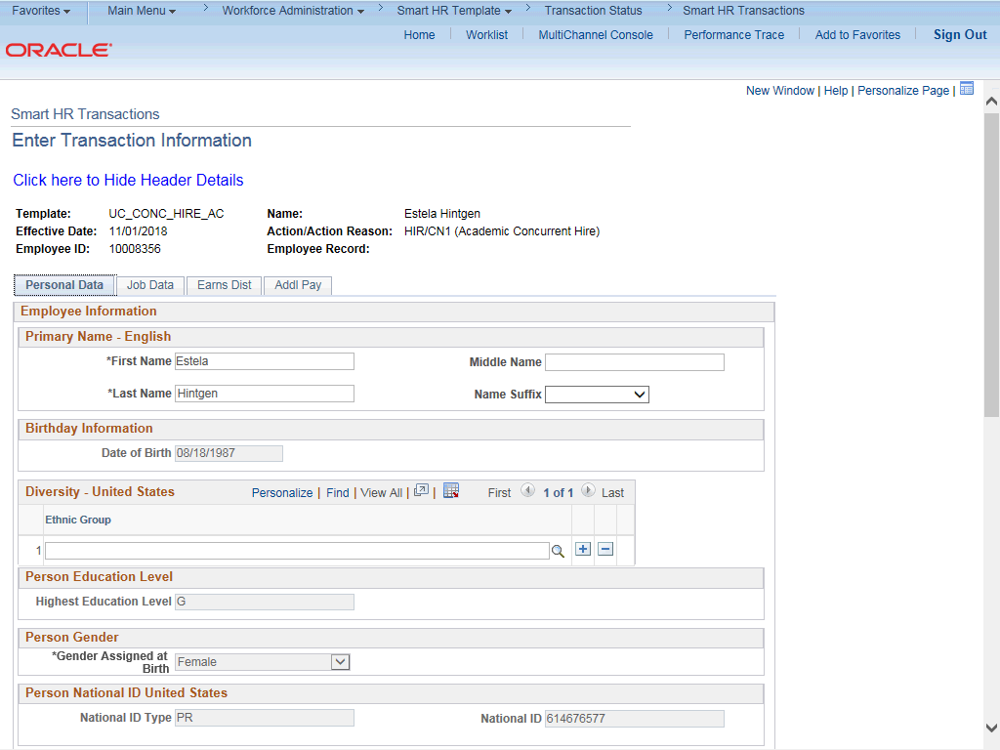 Favorites Main Menu Workforce Administration Smart HR Template Transaction Status Smart HR Transactions
Home Worklist MultiChannel Console Performance Trace Add to Favorites Sign Out
ORACLE
New Window | Help | Personalize Page |
Smart HR Transactions
Enter Transaction Information
Click here to Hide Header Details
Template: UC_CONC_HIRE_AC Name: Estela Hintgen
Effective Date: 11/01/2018 Action/Action Reason: HIR/CN1 (Academic Concurrent Hire)
Employee ID: 10008356 Employee Record:
Personal Data Job Data Earns Dist Addl Pay
Employee Information
Primary Name - English
*First Name Estela Middle Name
*Last Name Hintgen Name Suffix
Birthday Information
Date of Birth 08/18/1987
Diversity - United States Personalize | Find | View All | | First 1 of 1 Last
Ethnic Group
1
Person Education Level
Highest Education Level G
Person Gender
*Gender Assigned at
Birth Female
Person National ID United States
National ID Type PR National ID 614676577